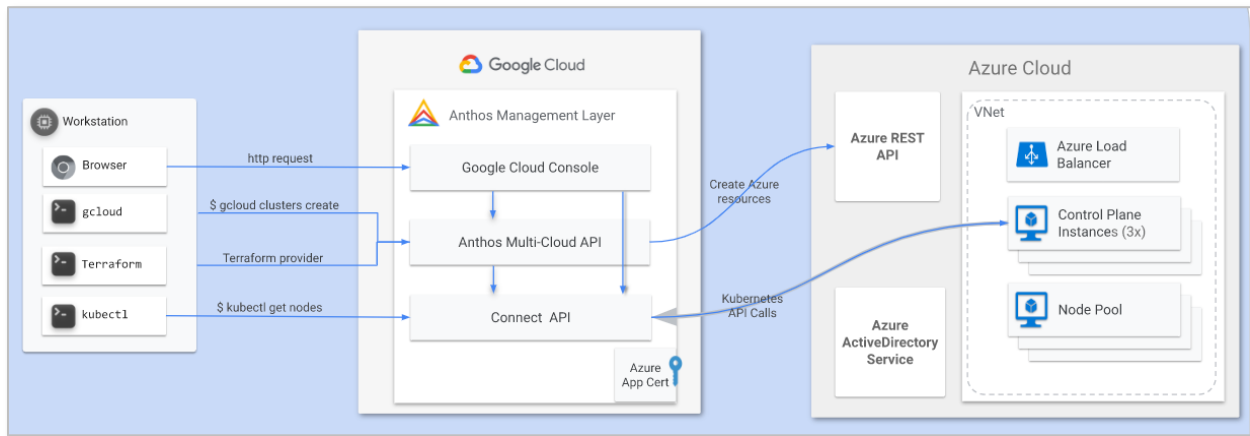 Workstation
Browser
gcloud
Terraform
kubectl
http request
$ gcloud clusters create
Terraform provider
$ kubectl get nodes
Google Cloud
Anthos Management Layer
Google Cloud Console
Anthos Multi-Cloud API
Connect API
Azure
App Cert
Create Azure
resources
Kubernetes
API Calls
Azure Cloud
Azure REST
API
Azure
ActiveDirectory
Service
VNet
Azure Load
Balancer
Control Plane
Instances (3x)
Node Pool